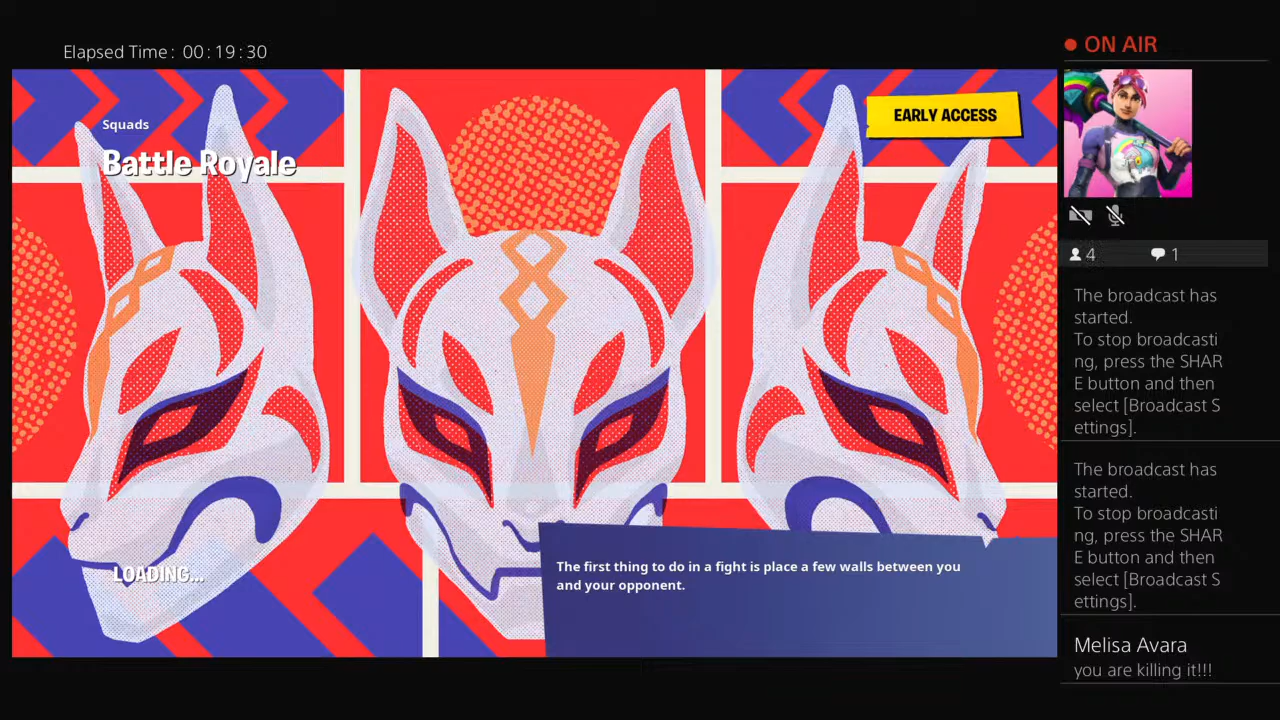 Elapsed Time: 00:19:30
ON AIR
Squads
Battle Royale
EARLY ACCESS
4 1
The broadcast has
started.
To stop broadcasti
ng, press the SHAR
E button and then
select [Broadcast S
ettings].
The broadcast has
started.
To stop broadcasti
ng, press the SHAR
E button and then
select [Broadcast S
ettings].
LOADING...
The first thing to do in a fight is place a few walls between you
and your opponent.
Melisa Avara
you are killing it!!!